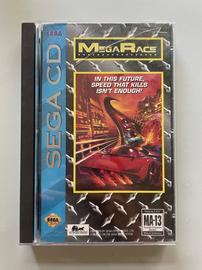 SEGA
SEGA CD
MEGARACE
IN THIS FUTURE,
SPEED THAT KILLS
ISN'T ENOUGH!
SEGA
MA-13